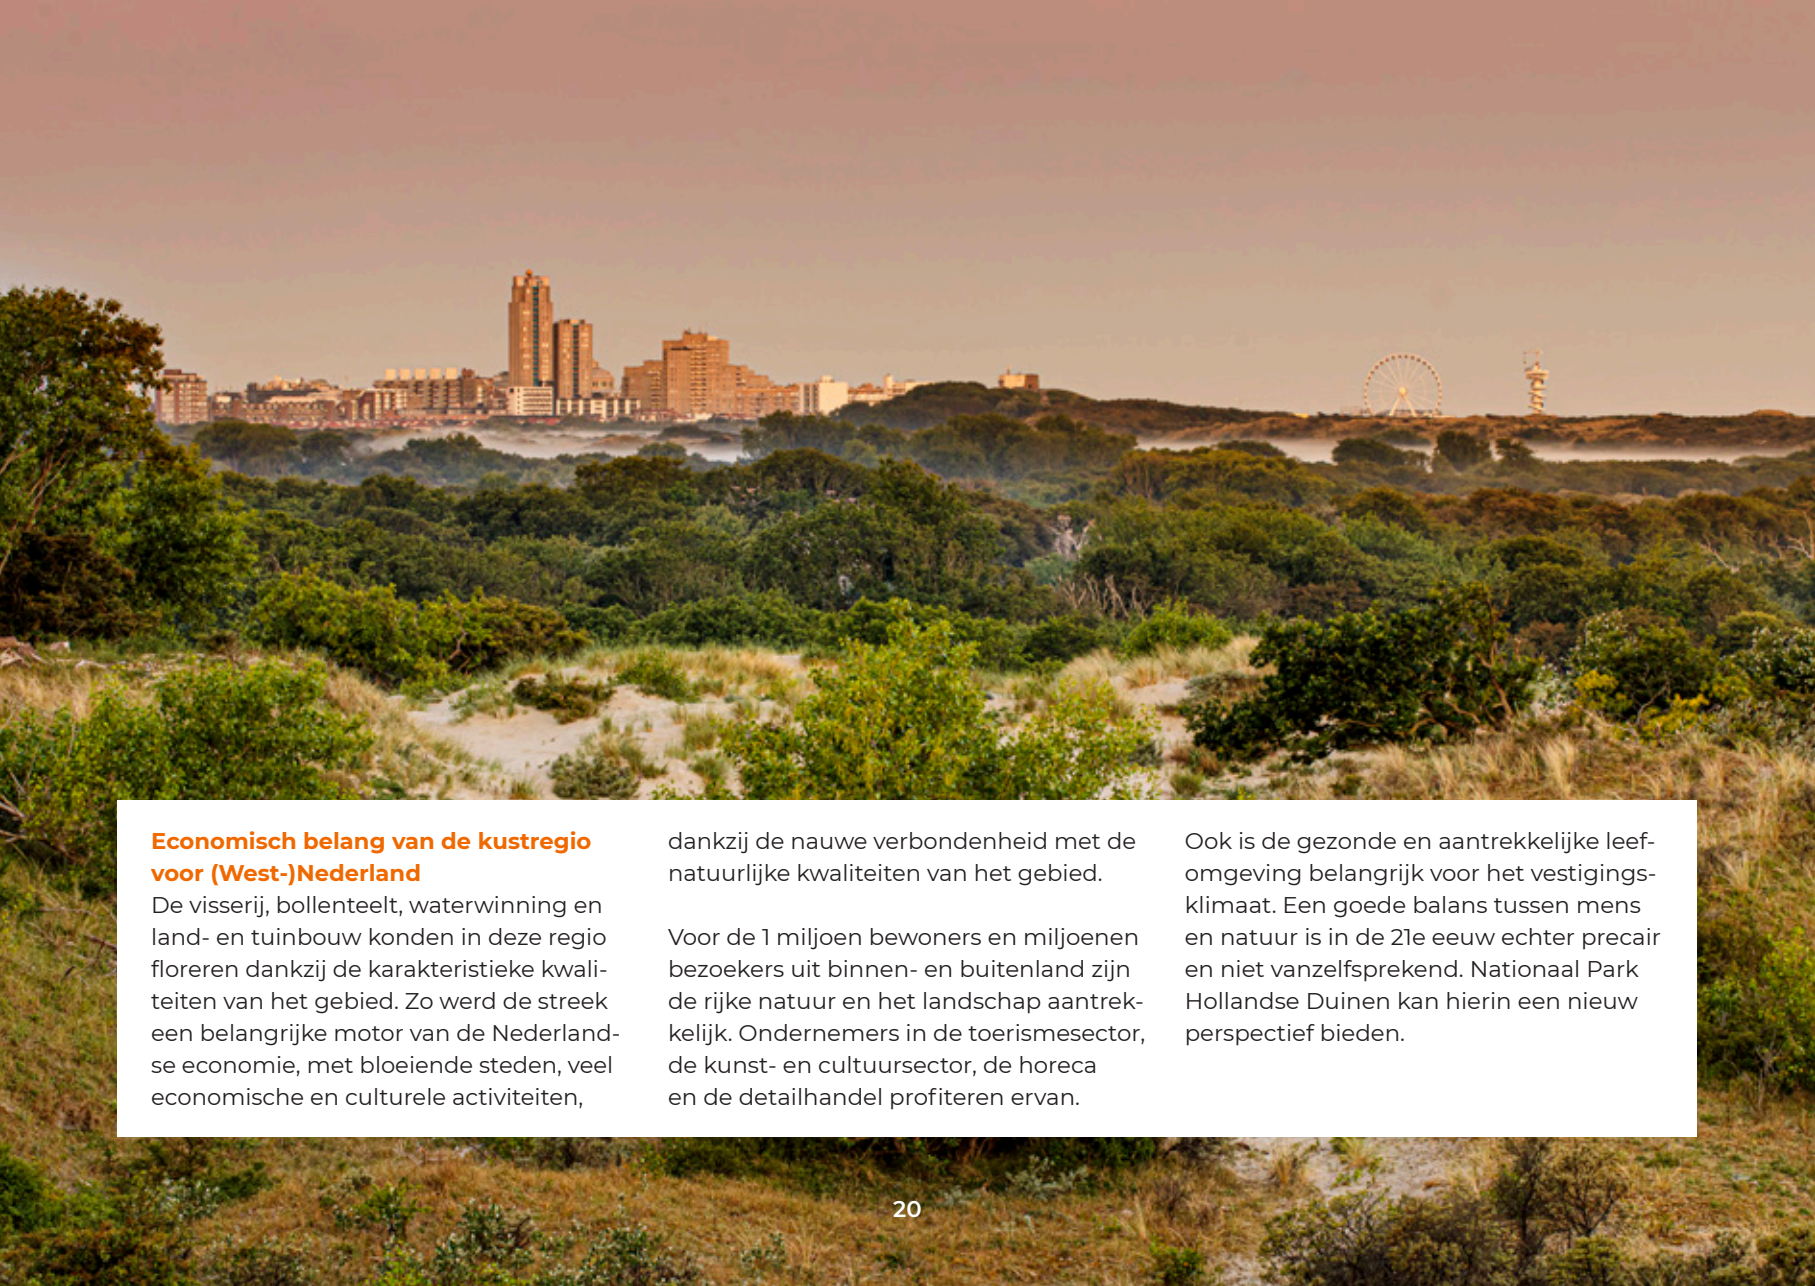 Economisch belang van de kustregio
voor (West-)Nederland
De visserij, bollenteelt, waterwinning en
land- en tuinbouw konden in deze regio
floreren dankzij de karakteristieke kwali-
teiten van het gebied. Zo werd de streek
een belangrijke motor van de Nederland-
se economie, met bloeiende steden, veel
economische en culturele activiteiten,
dankzij de nauwe verbondenheid met de
natuurlijke kwaliteiten van het gebied.
Voor de 1 miljoen bewoners en miljoenen
bezoekers uit binnen- en buitenland zijn
de rijke natuur en het landschap aantrek-
kelijk. Ondernemers in de toerismesector,
de kunst- en cultuursector, de horeca
en de detailhandel profiteren ervan.
Ook is de gezonde en aantrekkelijke leef-
omgeving belangrijk voor het vestigings-
klimaat. Een goede balans tussen mens
en natuur is in de 21e eeuw echter precair
en niet vanzelfsprekend. Nationaal Park
Hollandse Duinen kan hierin een nieuw
perspectief bieden.
20